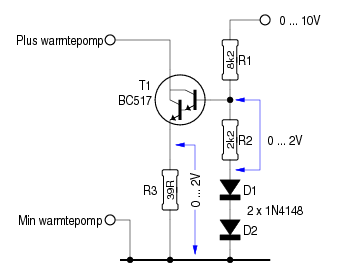 0 ... 10V
Plus warmtepomp
8k2
R1
T1
BC517
2k2
R2
0 ... 2V
R3
39R
0 ... 2V
D1
2 x 1N4148
Min warmtepomp
D2